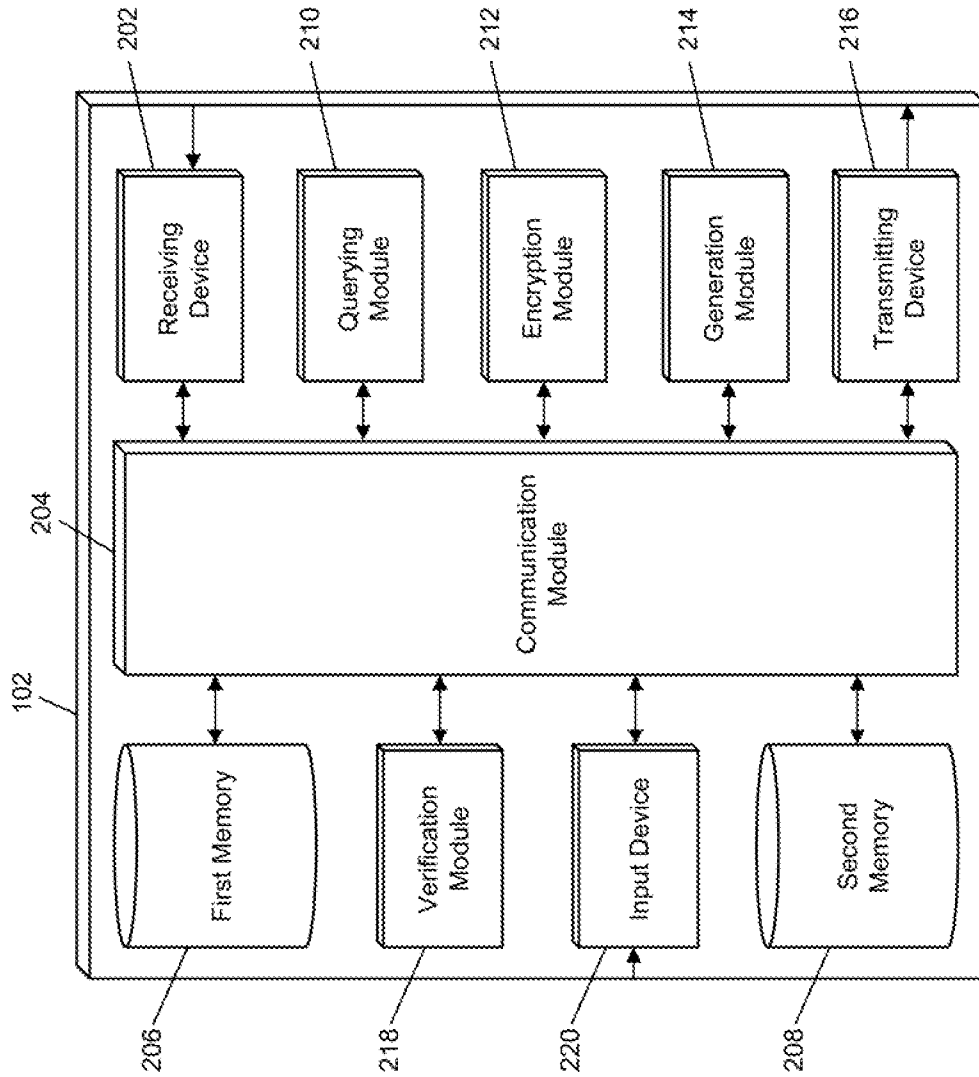 102
204
206
First Memory
218
Verification
Module
220
Input Device
208
Second
Memory
Communication
Module
Receiving
Device
202
Querying
Module
210
Encryption
Module
212
Generation
Module
214
Transmitting
Device
216